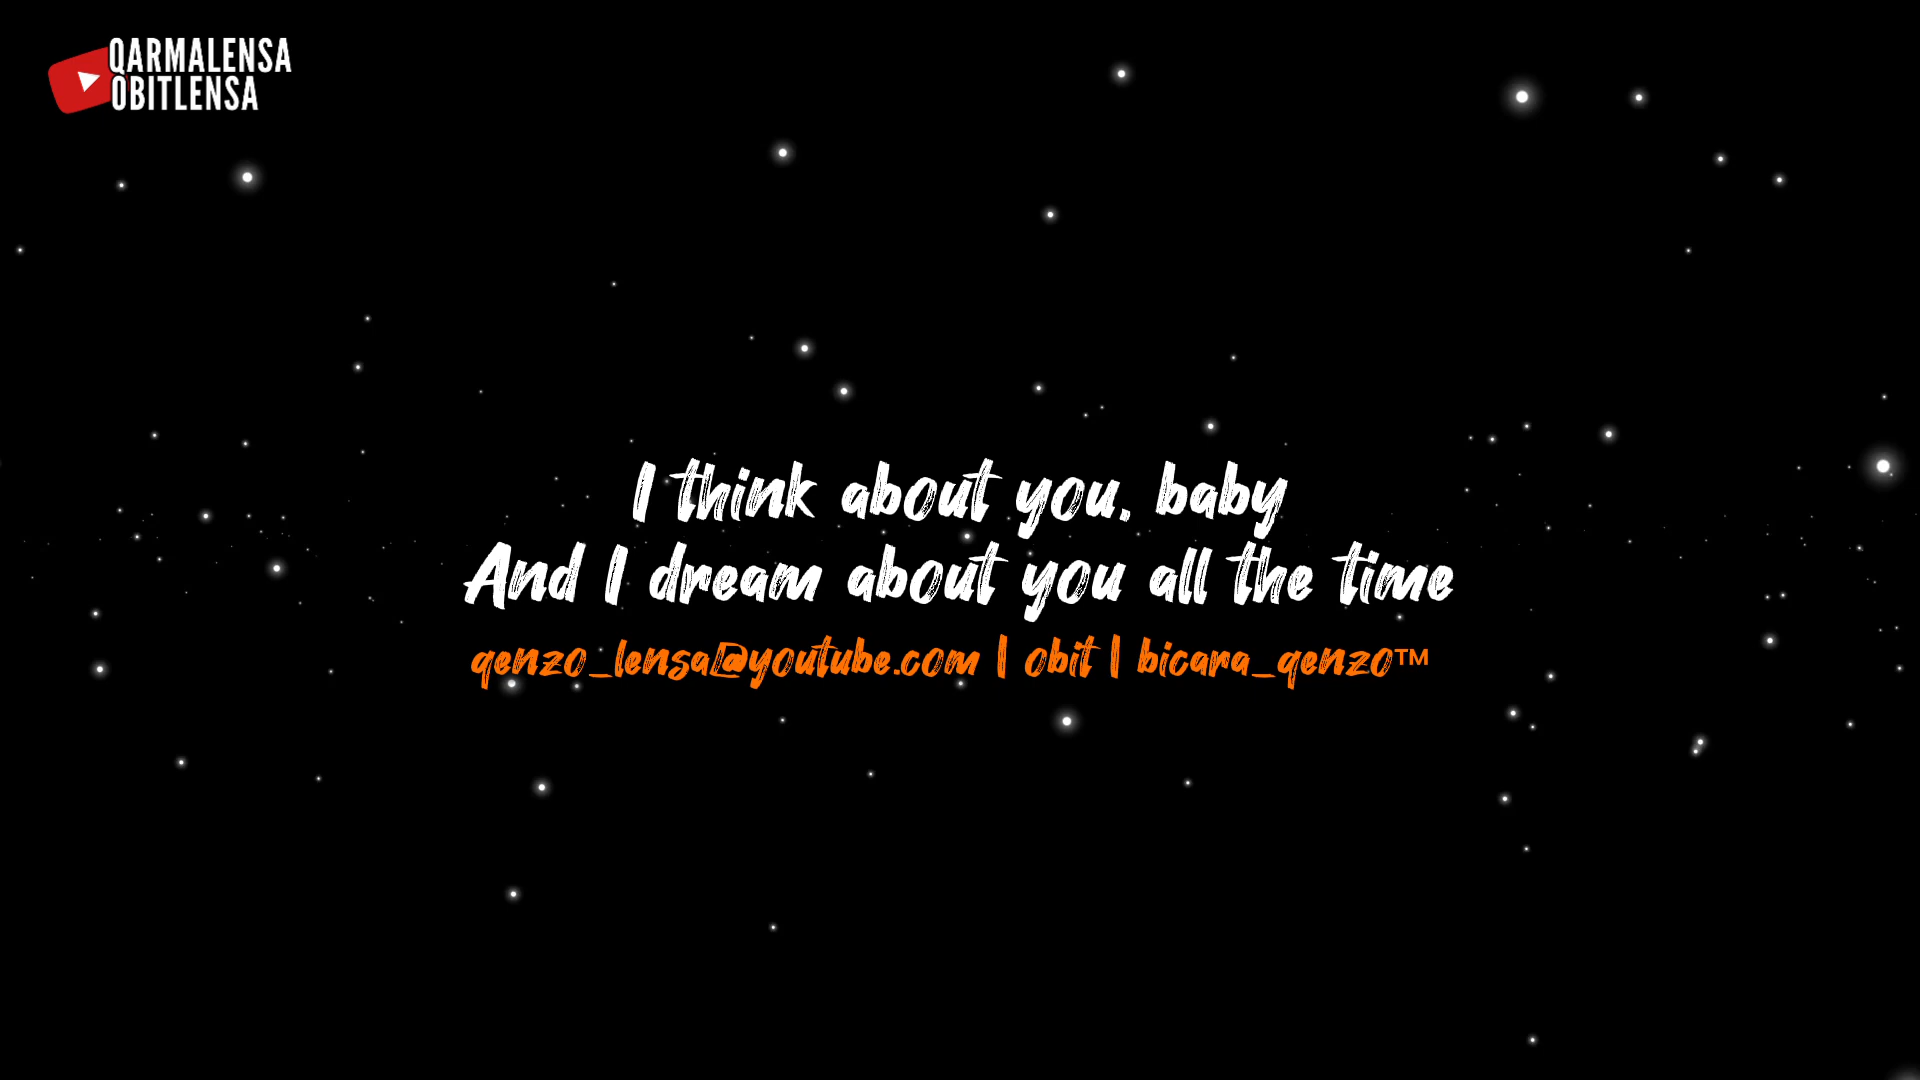 QARMALENSA
OBITLENSA
I think about you, baby
And I dream about you all the time
qenzo_lensa@youtube.com | obit | bicara_qenzo™